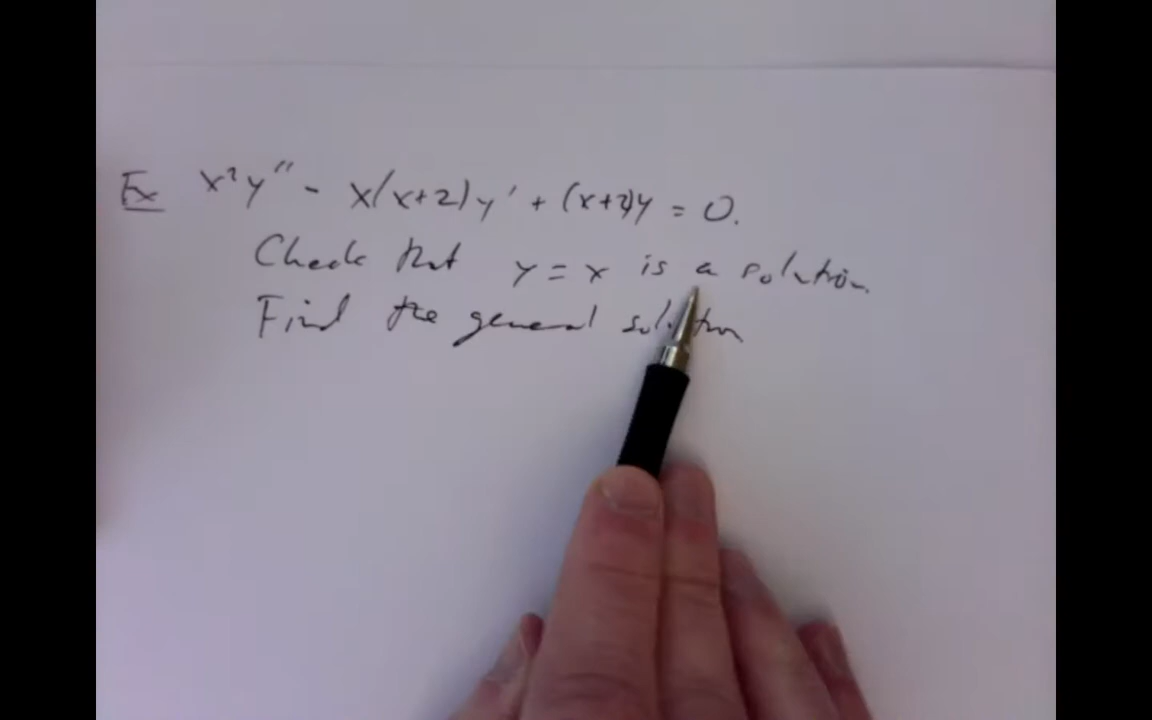 Ex x²y'' - x(x+2)y' + (x+2)y = 0.
Check that y = x is a solution.
Find the general solution